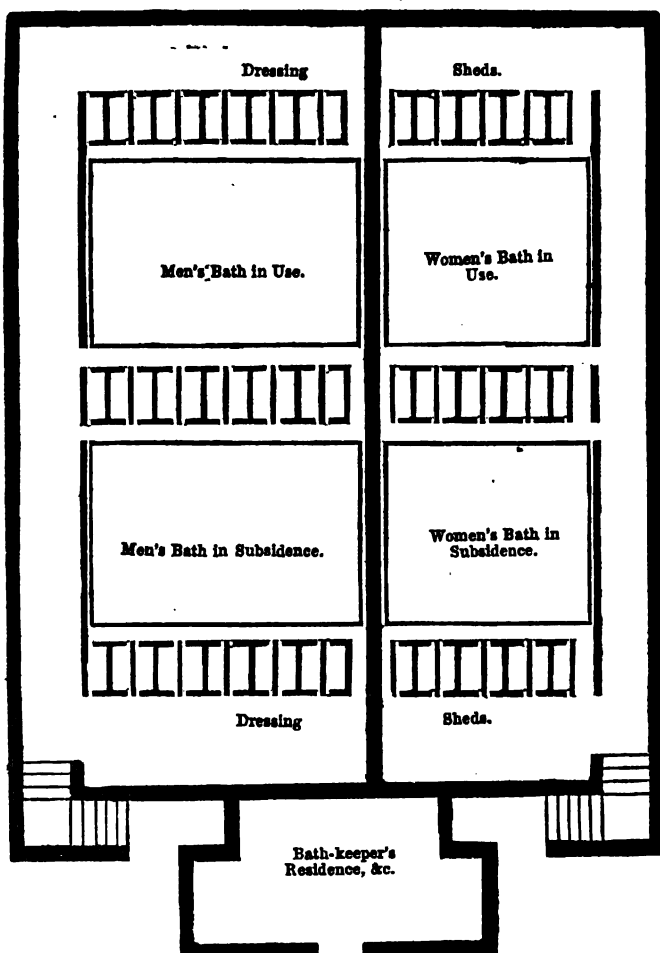 Dressing Sheds.
Men's Bath in Use.
Women's Bath in
Use.
Men's Bath in Subsidence.
Women's Bath in
Subsidence.
Dressing Sheds.
Bath-keeper's
Residence, &c.